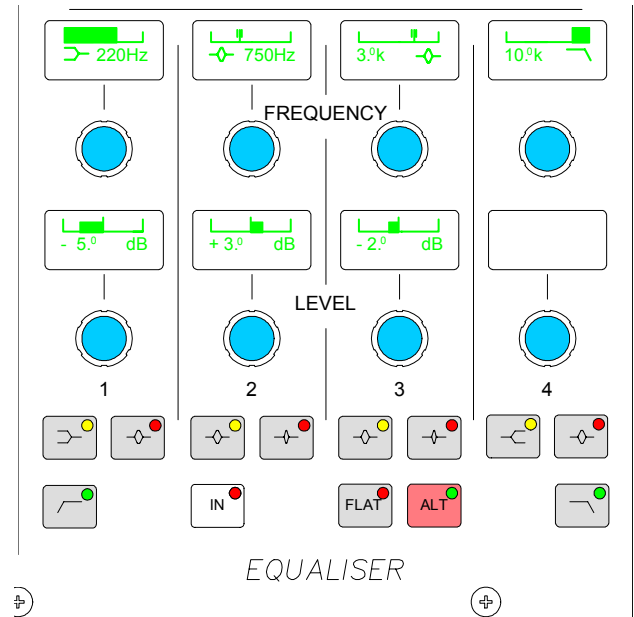 220Hz 750Hz 3.⁰k 10.⁰k
FREQUENCY
- 5.⁰ dB + 3.⁰ dB - 2.⁰ dB
LEVEL
1 2 3 4
IN FLAT ALT
EQUALISER